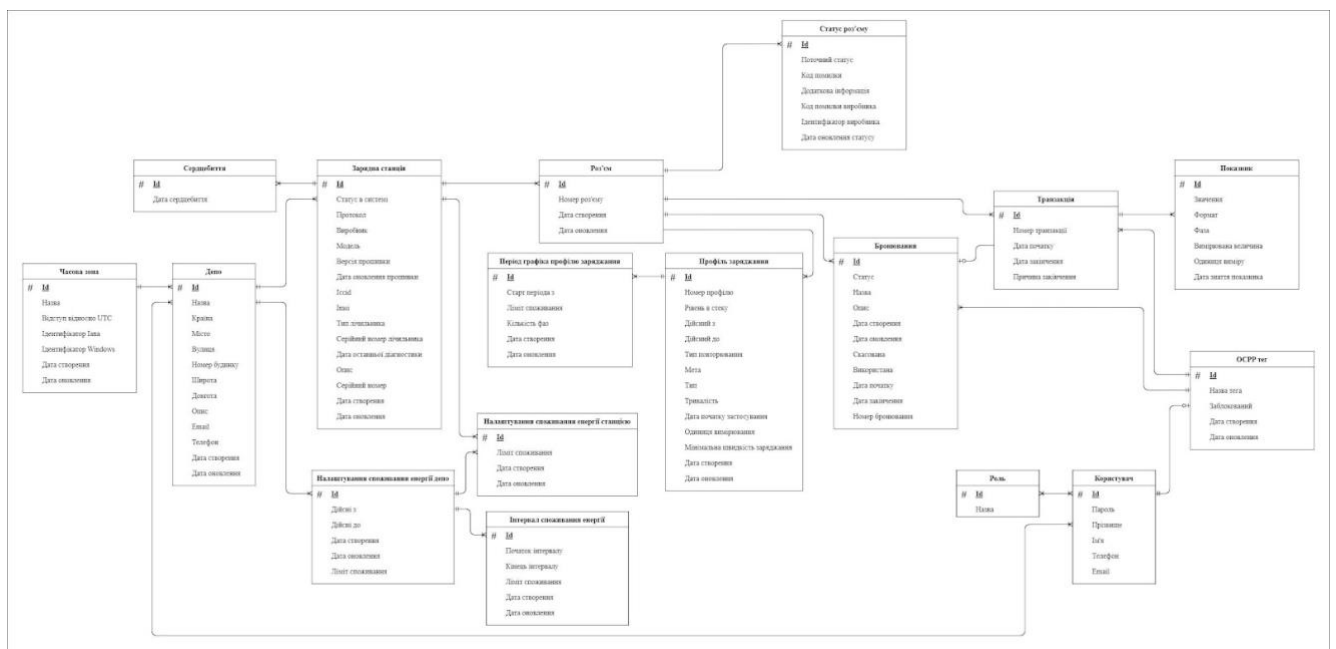 Статус роз'єму
# Id
Поточний статус
Код помилки
Додаткова інформація
Код помилки виробника
Ідентифікатор виробника
Дата оновлення статусу
Серцебиття
# Id
Дата серцебиття
Зарядна станція
# Id
Статус в системі
Протокол
Виробник
Модель
Версія прошивки
Дата оновлення прошивки
Iccid
Imsi
Тип лічильника
Серійний номер лічильника
Дата останньої діагностики
Опис
Серійний номер
Дата створення
Дата оновлення
Роз'єм
# Id
Номер роз'єму
Дата створення
Дата оновлення
Транзакція
# Id
Номер транзакції
Дата початку
Дата закінчення
Причина закінчення
Показник
# Id
Значення
Формат
Фаза
Вимірювана величина
Одиниця виміру
Дата зняття показника
Часова зона
# Id
Назва
Відступ відносно UTC
Ідентифікатор Iana
Ідентифікатор Windows
Дата створення
Дата оновлення
Депо
# Id
Назва
Країна
Місто
Вулиця
Номер будинку
Широта
Довгота
Опис
Email
Телефон
Дата створення
Дата оновлення
Період графіка профілю заряджання
# Id
Старт періода з
Ліміт споживання
Кількість фаз
Дата створення
Дата оновлення
Профіль заряджання
# Id
Номер профілю
Рівень в стеку
Дійсний з
Дійсний до
Тип повторювання
Мета
Тип
Тривалість
Дата початку застосування
Одиниця вимірювання
Мінімальна швидкість заряджання
Дата створення
Дата оновлення
Бронювання
# Id
Статус
Назва
Опис
Дата створення
Дата оновлення
Скасована
Використана
Дата початку
Дата закінчення
Номер бронювання
OCPP тег
# Id
Назва тега
Заблокований
Дата створення
Дата оновлення
Налаштування споживання енергії станцією
# Id
Ліміт споживання
Дата створення
Дата оновлення
Налаштування споживання енергії депо
# Id
Дійсні з
Дійсні до
Дата створення
Дата оновлення
Ліміт споживання
Інтервал споживання енергії
# Id
Початок інтервалу
Кінець інтервалу
Ліміт споживання
Дата створення
Дата оновлення
Роль
# Id
Назва
Користувач
# Id
Пароль
Прізвище
Ім'я
Телефон
Email